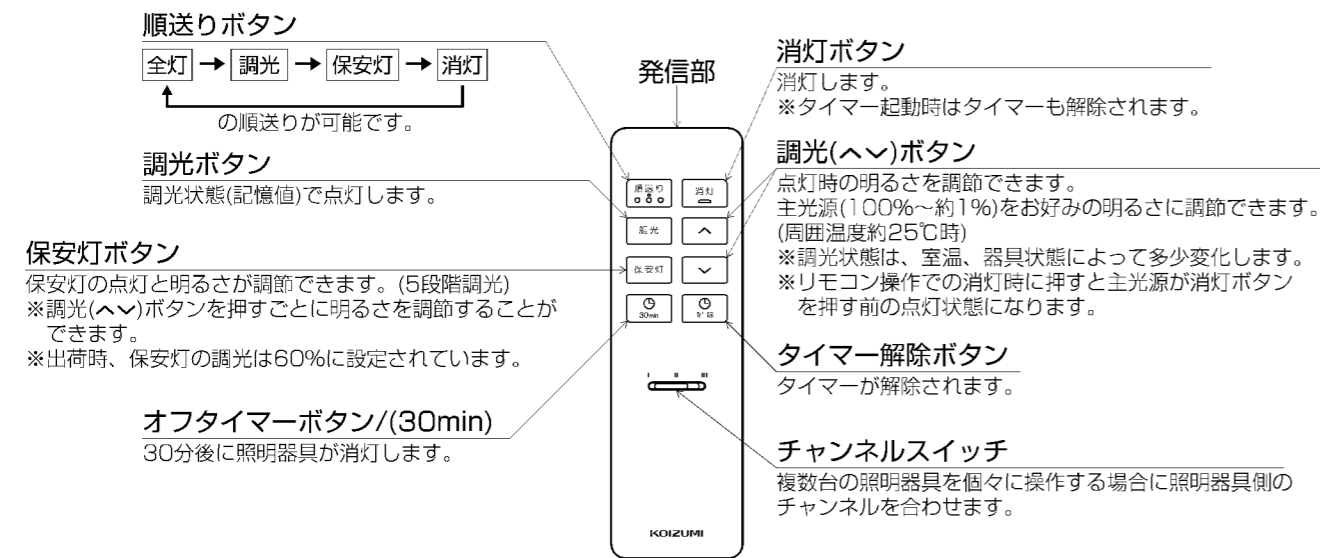 順送りボタン
全灯 → 調光 → 保安灯 → 消灯
の順送りが可能です。
調光ボタン
調光状態(記憶値)で点灯します。
保安灯ボタン
保安灯の点灯と明るさが調節できます。(5段階調光)
※調光(へ∨)ボタンを押すごとに明るさを調節することが
できます。
※出荷時、保安灯の調光は60%に設定されています。
オフタイマーボタン/(30min)
30分後に照明器具が消灯します。
発信部
順送り
消灯
調光
保安灯
30min
解除
I II III
KOIZUMI
消灯ボタン
消灯します。
※タイマー起動時はタイマーも解除されます。
調光(へ∨)ボタン
点灯時の明るさを調節できます。
主光源(100%～約1%)をお好みの明るさに調節できます。
(周囲温度約25℃時)
※調光状態は、室温、器具状態によって多少変化します。
※リモコン操作での消灯時に押すと主光源が消灯ボタン
を押す前の点灯状態になります。
タイマー解除ボタン
タイマーが解除されます。
チャンネルスイッチ
複数台の照明器具を個々に操作する場合に照明器具側の
チャンネルを合わせます。